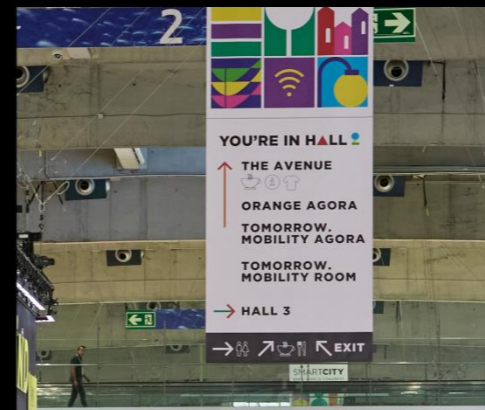 2
YOU'RE IN HALL 2
THE AVENUE
ORANGE AGORA
TOMORROW.
MOBILITY AGORA
TOMORROW.
MOBILITY ROOM
HALL 3
EXIT
SMARTCITY